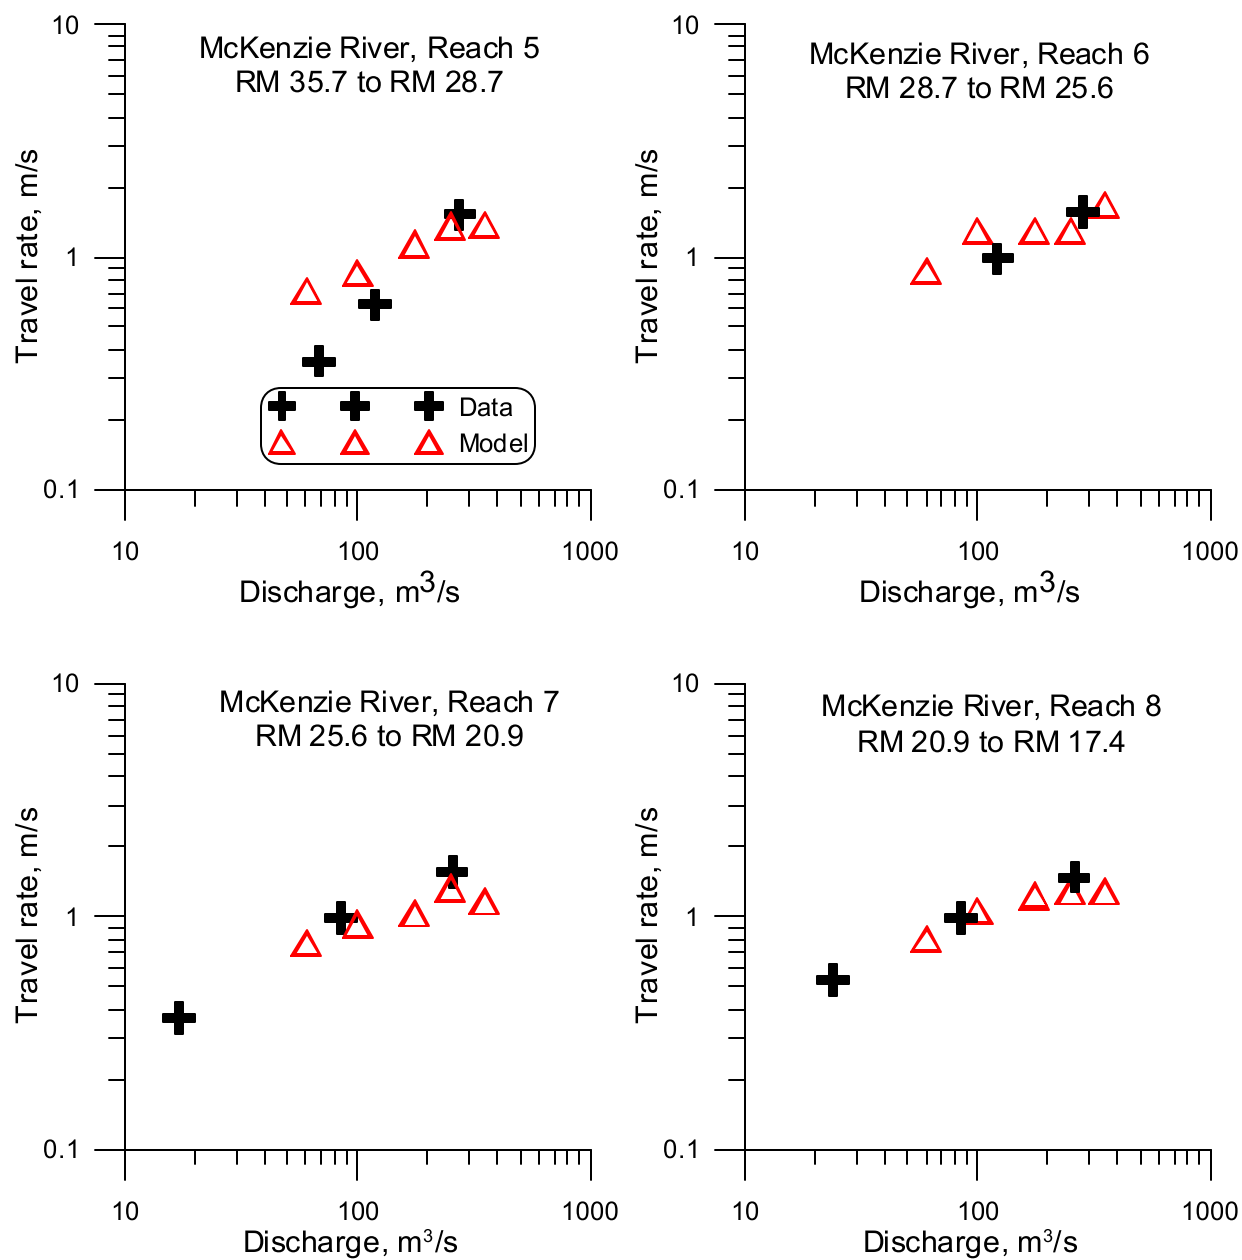 McKenzie River, Reach 5
RM 35.7 to RM 28.7
10
1
0.1
Travel rate, m/s
Data
Model
10 100 1000
Discharge, m³/s
McKenzie River, Reach 6
RM 28.7 to RM 25.6
10
1
0.1
Travel rate, m/s
10 100 1000
Discharge, m³/s
McKenzie River, Reach 7
RM 25.6 to RM 20.9
10
1
0.1
Travel rate, m/s
10 100 1000
Discharge, m³/s
McKenzie River, Reach 8
RM 20.9 to RM 17.4
10
1
0.1
Travel rate, m/s
10 100 1000
Discharge, m³/s